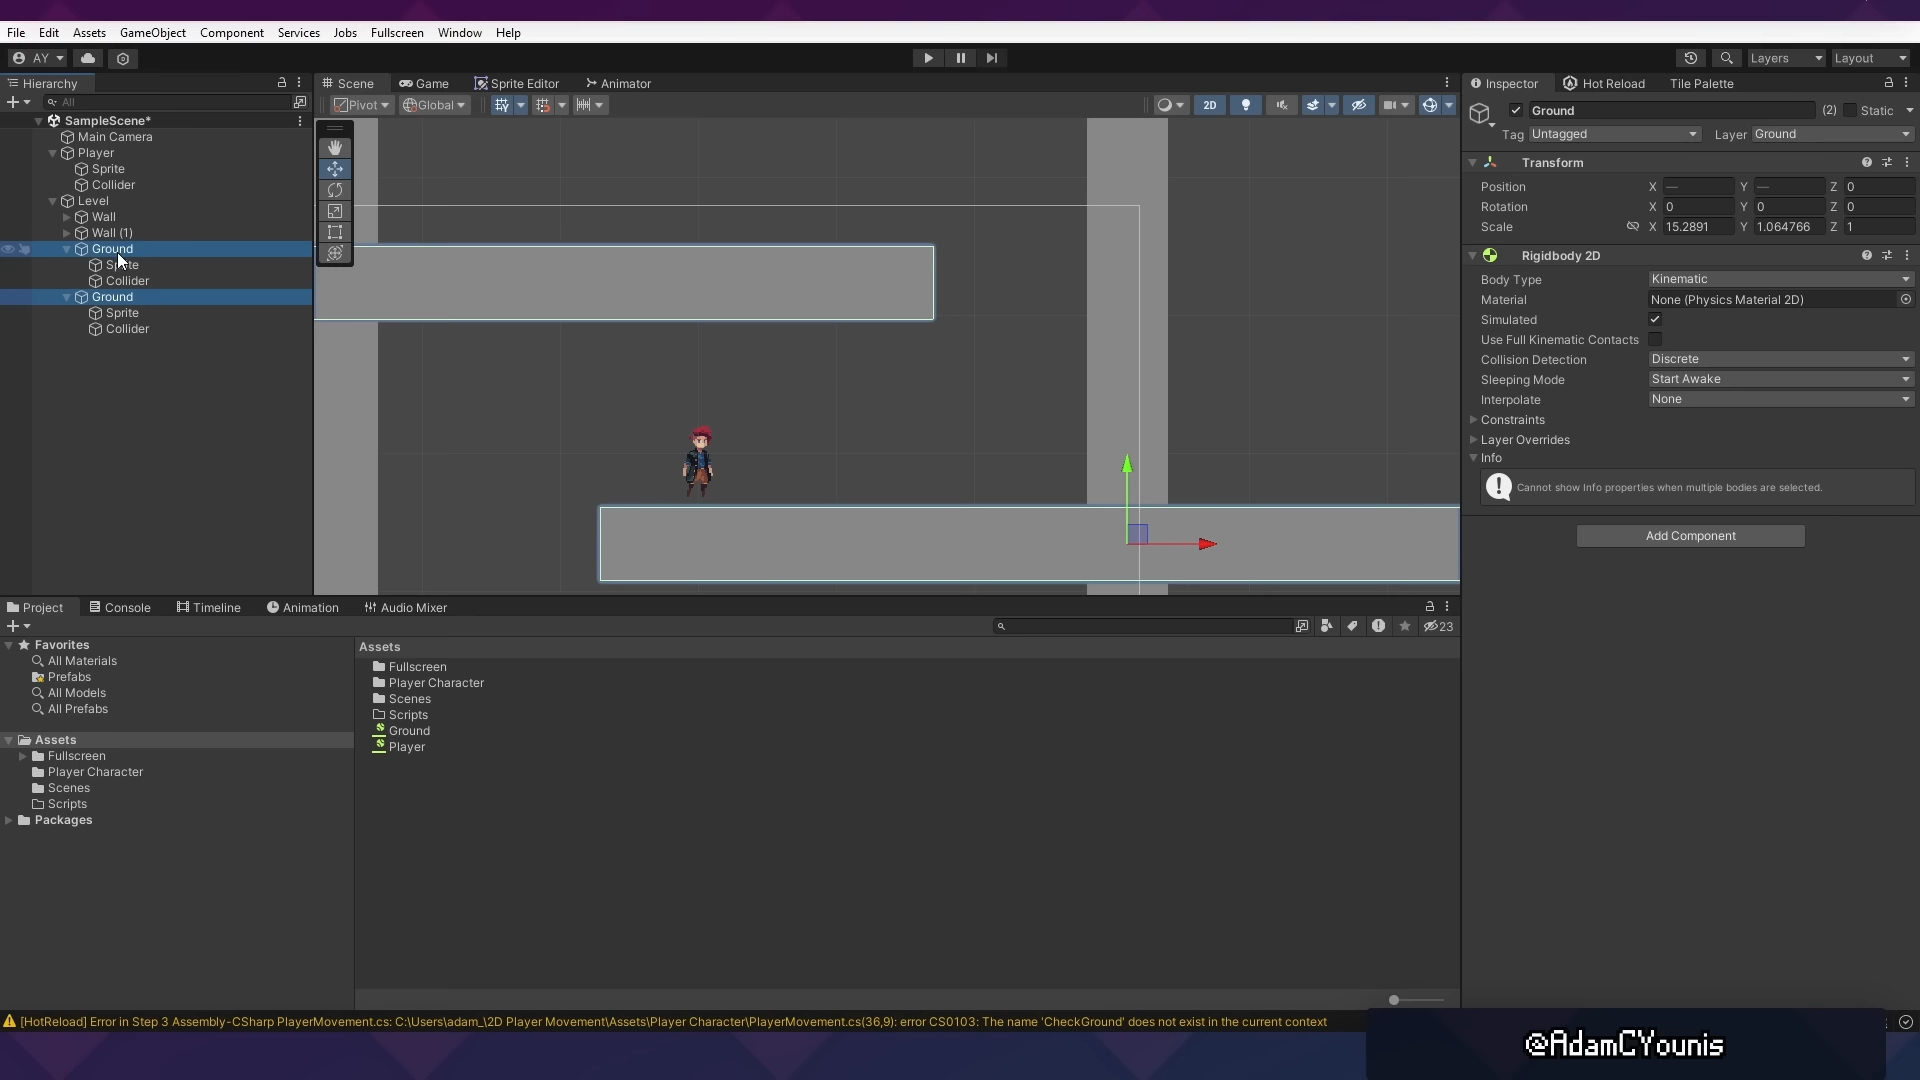 File Edit Assets GameObject Component Services Jobs Fullscreen Window Help
AY Layers Layout
Hierarchy
All
SampleScene*
Main Camera
Player
Sprite
Collider
Level
Wall
Wall (1)
Ground
Collider
Ground
Sprite
Collider
Scene Game Sprite Editor Animator
Pivot Global 2D
Inspector Hot Reload Tile Palette
Ground (2) Static
Tag Untagged Layer Ground
Transform
Position X — Y — Z 0
Rotation X 0 Y 0 Z 0
Scale X 15.2891 Y 1.064766 Z 1
Rigidbody 2D
Body Type Kinematic
Material None (Physics Material 2D)
Simulated
Use Full Kinematic Contacts
Collision Detection Discrete
Sleeping Mode Start Awake
Interpolate None
Constraints
Layer Overrides
Info
Cannot show Info properties when multiple bodies are selected.
Add Component
Project Console Timeline Animation Audio Mixer
23
Favorites
All Materials
Prefabs
All Models
All Prefabs
Assets
Fullscreen
Player Character
Scenes
Scripts
Packages
Assets
Fullscreen
Player Character
Scenes
Scripts
Ground
Player
[HotReload] Error in Step 3 Assembly-CSharp PlayerMovement.cs: C:\Users\adam_\2D Player Movement\Assets\Player Character\PlayerMovement.cs(36,9): error CS0103: The name 'CheckGround' does not exist in the current context
@AdamCYounis